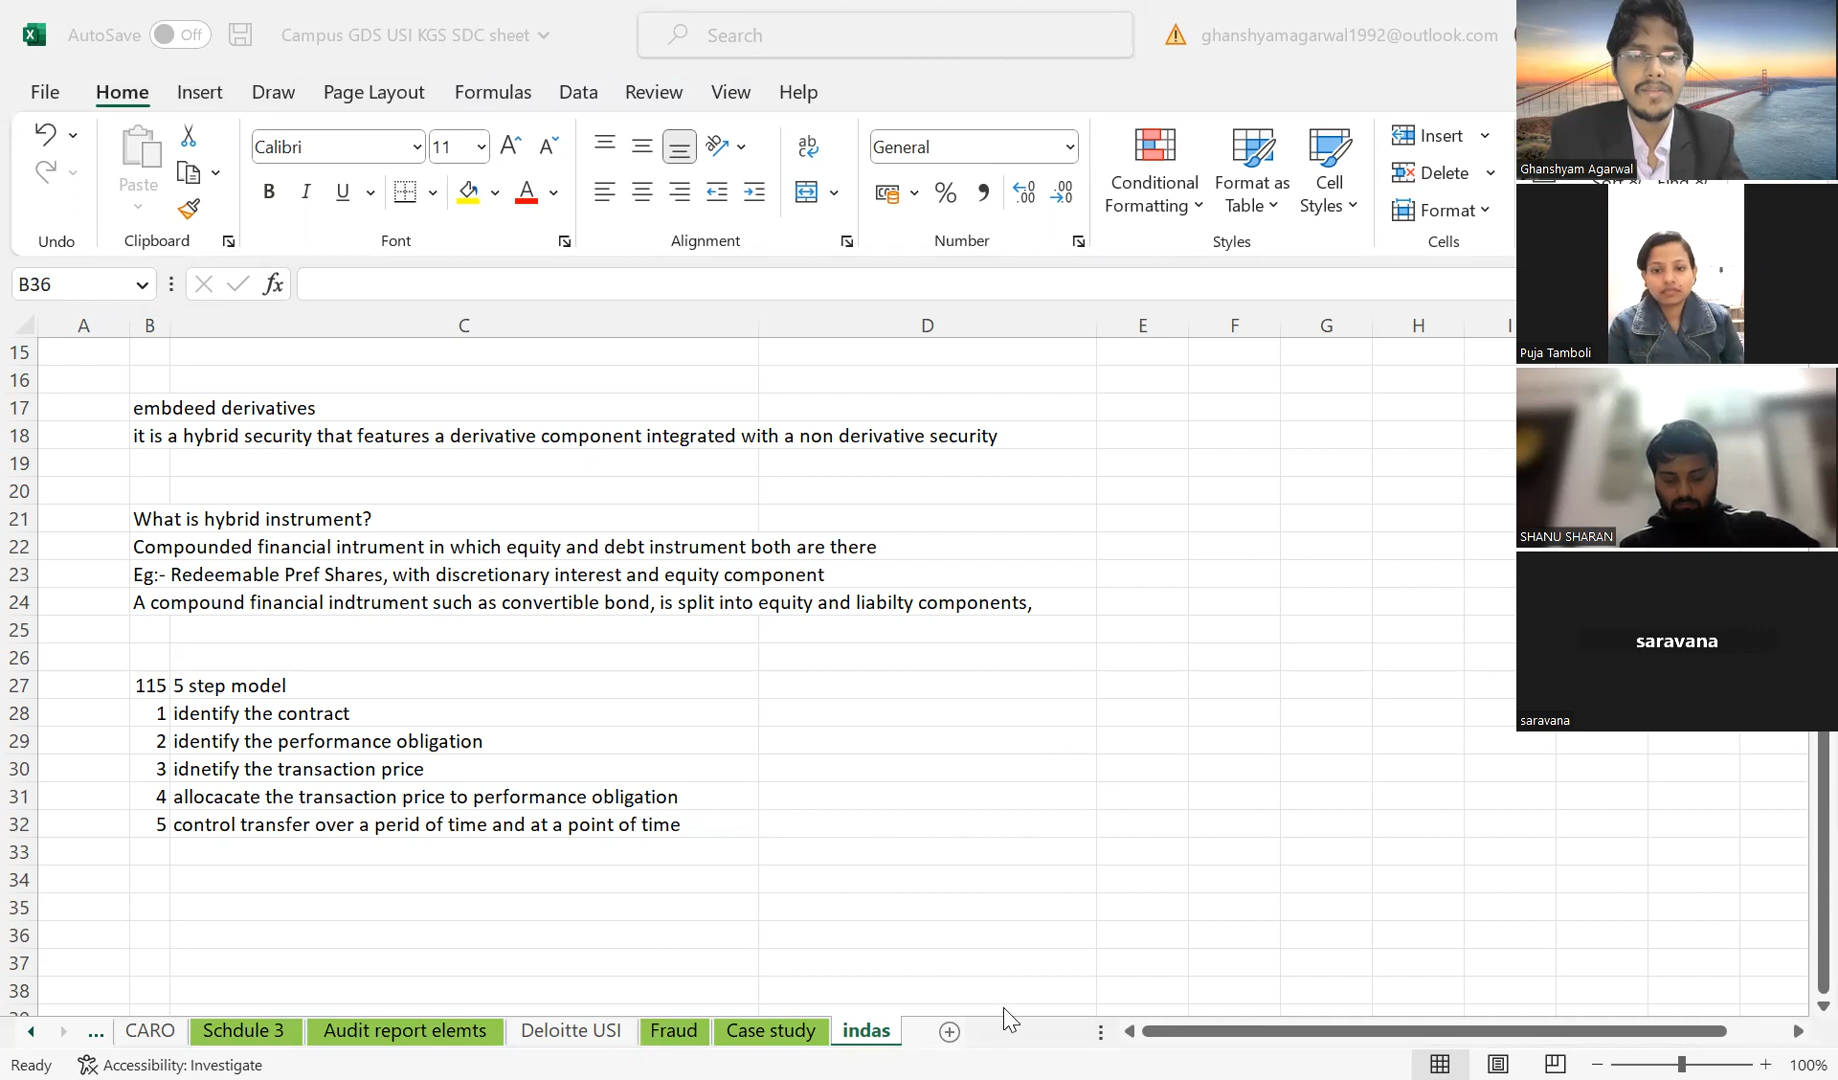 AutoSave Off Campus GDS USI KGS SDC sheet Search ghanshyamagarwal1992@outlook.com
File Home Insert Draw Page Layout Formulas Data Review View Help
Calibri 11 General
Paste
Conditional Formatting
Format as Table
Cell Styles
Insert
Delete
Format
Undo Clipboard Font Alignment Number Styles Cells
B36 fx
A B C D E F G H I
15
16
17 embdeed derivatives
18 it is a hybrid security that features a derivative component integrated with a non derivative security
19
20
21 What is hybrid instrument?
22 Compounded financial intrument in which equity and debt instrument both are there
23 Eg:- Redeemable Pref Shares, with discretionary interest and equity component
24 A compound financial indtrument such as convertible bond, is split into equity and liabilty components,
25
26
27 115 5 step model
28 1 identify the contract
29 2 identify the performance obligation
30 3 idnetify the transaction price
31 4 allocacate the transaction price to performance obligation
32 5 control transfer over a perid of time and at a point of time
33
34
35
36
37
38
... CARO Schdule 3 Audit report elemts Deloitte USI Fraud Case study indas
Ready Accessibility: Investigate 100%
Ghanshyam Agarwal
Puja Tamboli
SHANU SHARAN
saravana
saravana